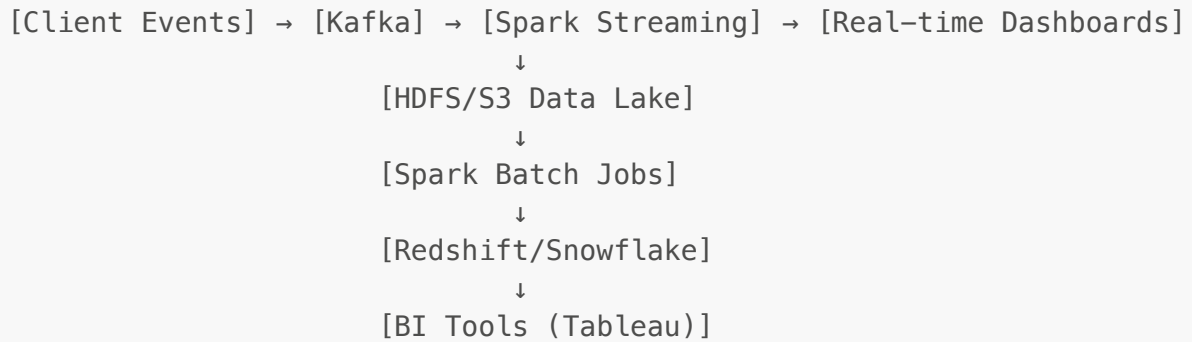 [Client Events] → [Kafka] → [Spark Streaming] → [Real-time Dashboards]
↓
[HDFS/S3 Data Lake]
↓
[Spark Batch Jobs]
↓
[Redshift/Snowflake]
↓
[BI Tools (Tableau)]